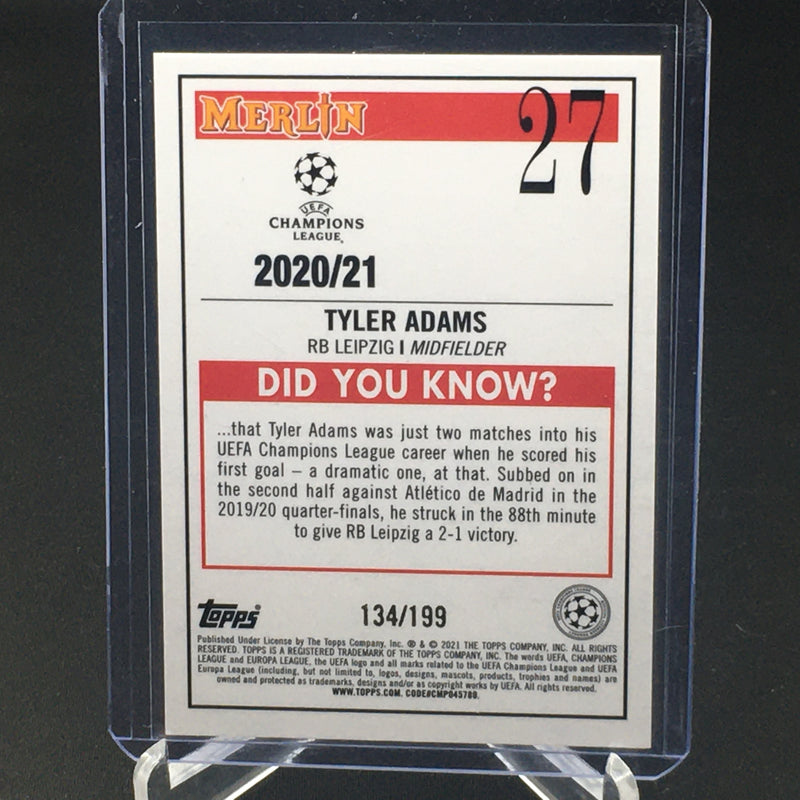 MERLIN
27
UEFA
CHAMPIONS
LEAGUE
2020/21
TYLER ADAMS
RB LEIPZIG | MIDFIELDER
DID YOU KNOW?
...that Tyler Adams was just two matches into his
UEFA Champions League career when he scored his
first goal – a dramatic one, at that. Subbed on in
the second half against Atlético de Madrid in the
2019/20 quarter-finals, he struck in the 88th minute
to give RB Leipzig a 2-1 victory.
topps
134/199
Published Under License by The Topps Company, Inc. ® & © 2021 THE TOPPS COMPANY, INC. ALL RIGHTS
RESERVED. TOPPS IS A REGISTERED TRADEMARK OF THE TOPPS COMPANY, INC. The words UEFA, CHAMPIONS
LEAGUE and EUROPA LEAGUE, the UEFA logo and all marks related to the UEFA Champions League and UEFA
Europa League (including, but not limited to, logos, designs, mascots, products, trophies and names) are
owned and protected as trademarks, designs and/or as copyright works by UEFA. All rights reserved.
WWW.TOPPS.COM. CODE#CMP045780.